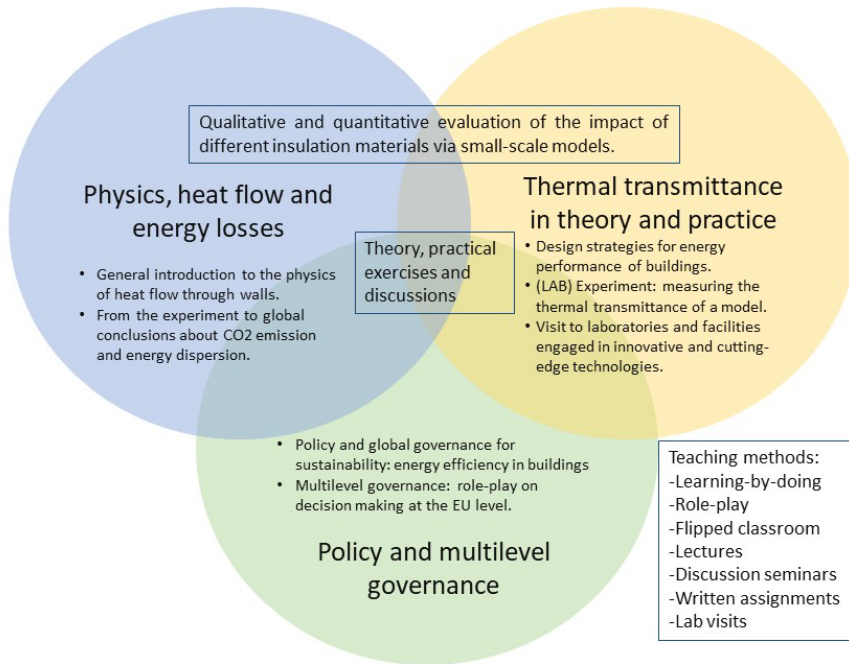 Qualitative and quantitative evaluation of the impact of
different insulation materials via small-scale models.
Physics, heat flow and
energy losses
• General introduction to the physics
of heat flow through walls.
• From the experiment to global
conclusions about CO2 emission
and energy dispersion.
Theory, practical
exercises and
discussions
Thermal transmittance
in theory and practice
• Design strategies for energy
performance of buildings.
• (LAB) Experiment: measuring the
thermal transmittance of a model.
• Visit to laboratories and facilities
engaged in innovative and cutting-
edge technologies.
• Policy and global governance for
sustainability: energy efficiency in buildings
• Multilevel governance: role-play on
decision making at the EU level.
Policy and multilevel
governance
Teaching methods:
-Learning-by-doing
-Role-play
-Flipped classroom
-Lectures
-Discussion seminars
-Written assignments
-Lab visits